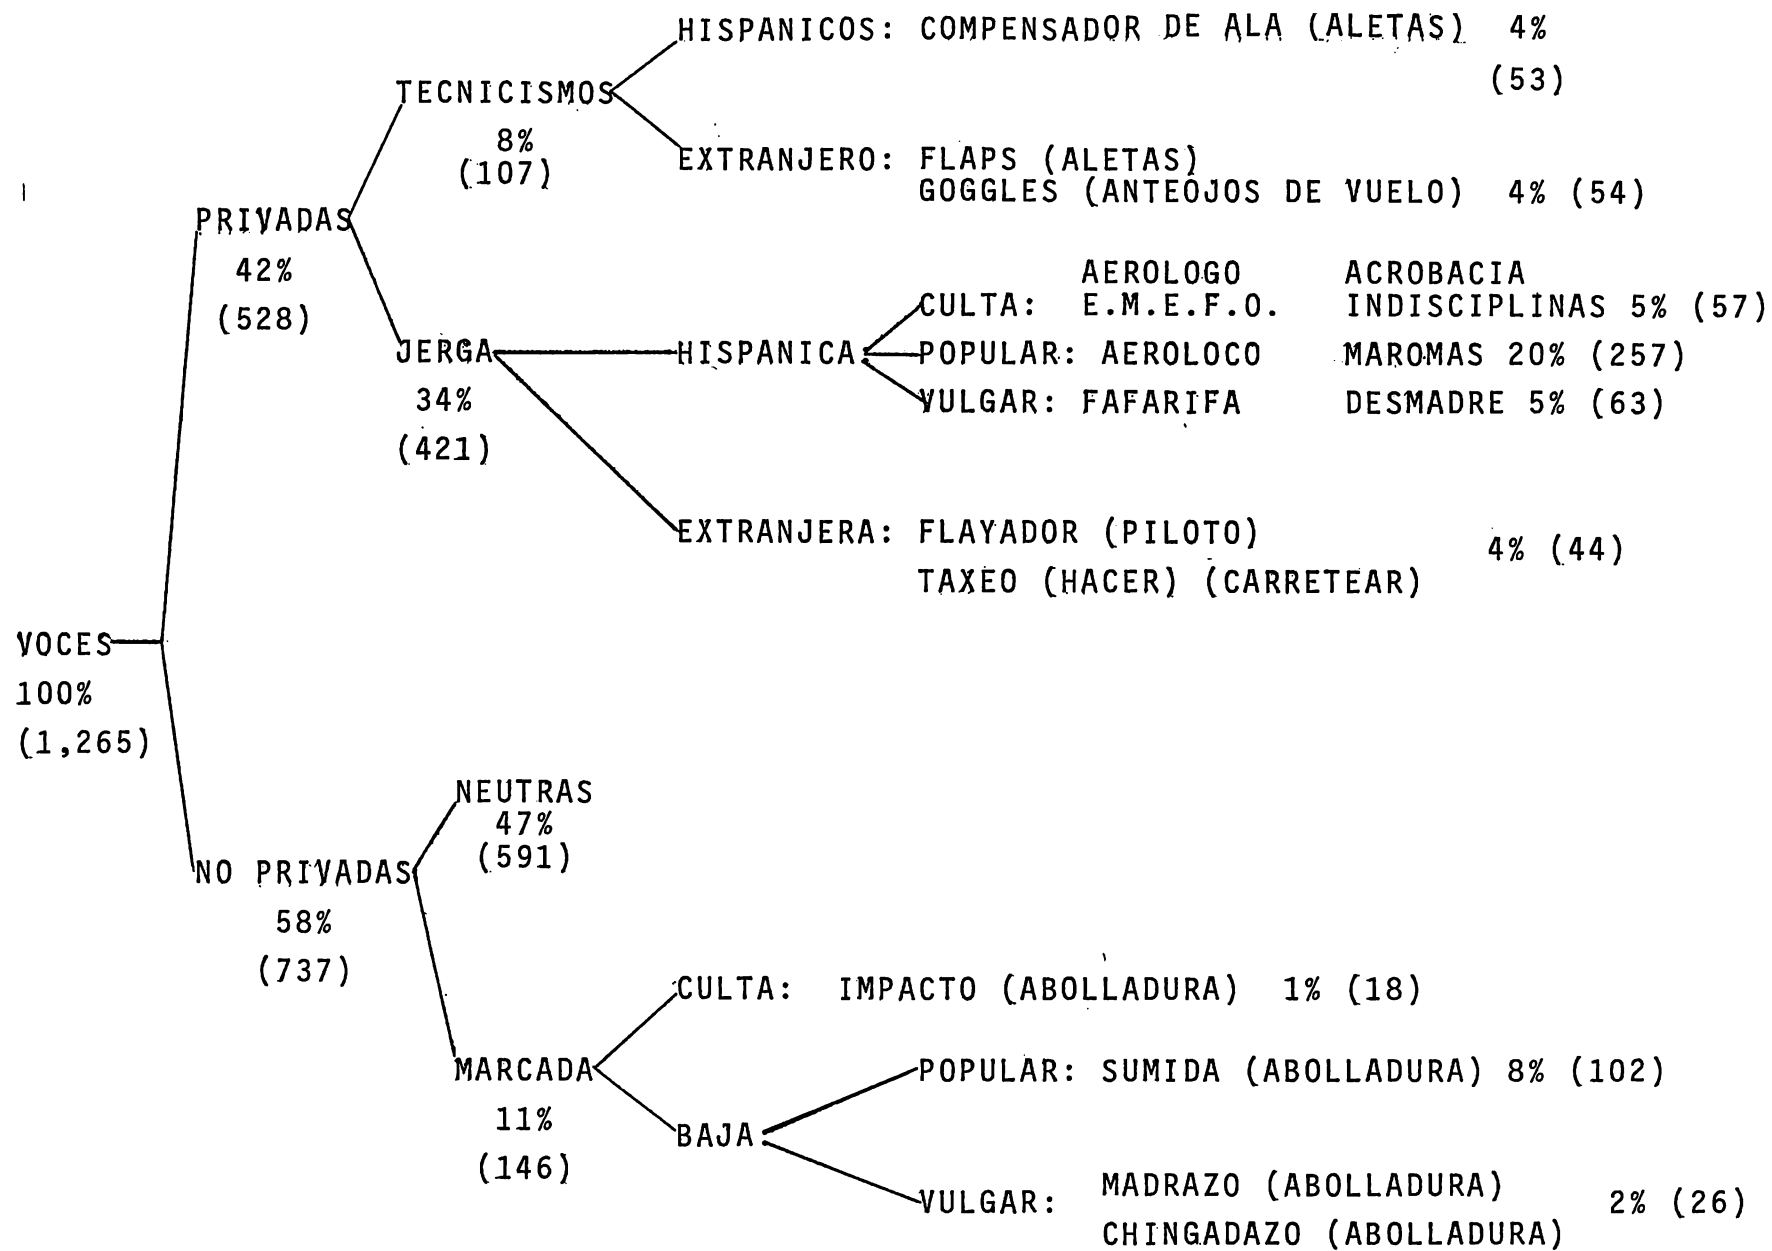 HISPANICOS: COMPENSADOR DE ALA (ALETAS) 4%
(53)
TECNICISMOS
8%
(107)
EXTRANJERO: FLAPS (ALETAS)
GOGGLES (ANTEOJOS DE VUELO) 4% (54)
PRIVADAS
42%
(528)
AEROLOGO ACROBACIA
CULTA: E.M.E.F.O. INDISCIPLINAS 5% (57)
JERGA HISPANICA POPULAR: AEROLOCO MAROMAS 20% (257)
34%
(421)
VULGAR: FAFARIFA DESMADRE 5% (63)
EXTRANJERA: FLAYADOR (PILOTO) 4% (44)
TAXEO (HACER) (CARRETEAR)
VOCES
100%
(1,265)
NEUTRAS
47%
(591)
NO PRIVADAS
58%
(737)
CULTA: IMPACTO (ABOLLADURA) 1% (18)
MARCADA
11%
(146)
POPULAR: SUMIDA (ABOLLADURA) 8% (102)
BAJA
VULGAR: MADRAZO (ABOLLADURA) 2% (26)
CHINGADAZO (ABOLLADURA)